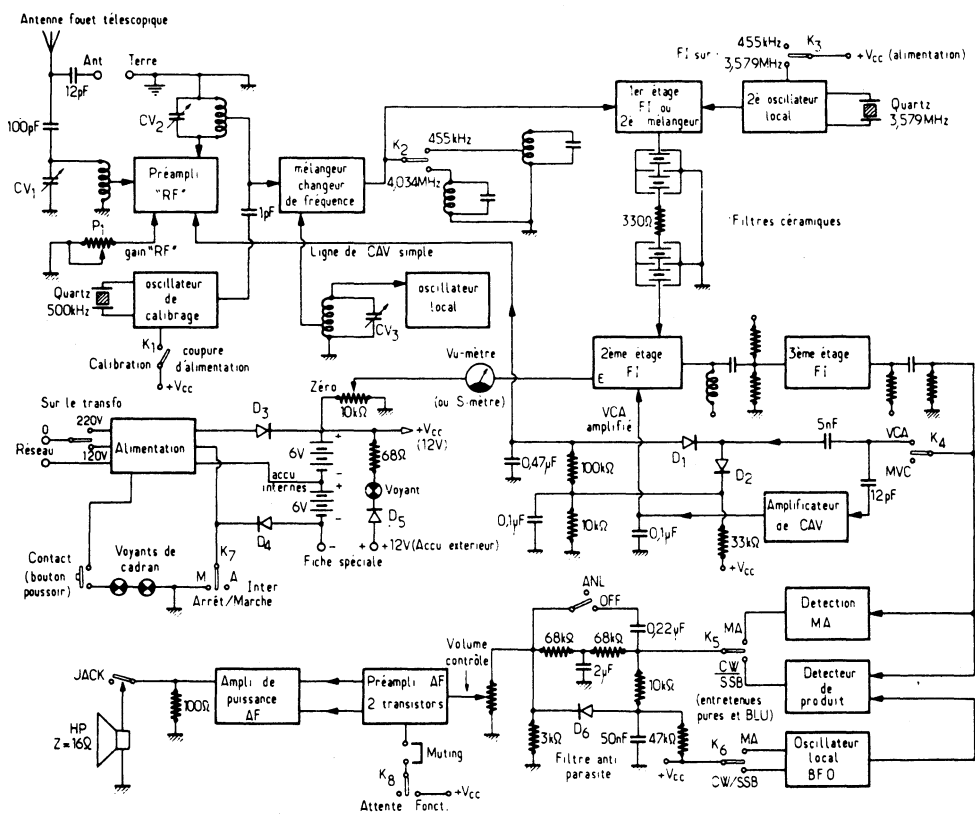 Antenne fouet télescopique
Ant
Terre
12pF
100pF
CV2
CV1
Préampli "RF"
P1
gain "RF"
1pF
mélangeur
changeur
de fréquence
K2
455kHz
4,034MHz
1er étage
FI ou
2è mélangeur
FI sur
455kHz
3,579MHz
K3
+Vcc (alimentation)
2è oscillateur
local
Quartz
3,579MHz
330Ω
Filtres céramiques
Ligne de CAV simple
Quartz
500kHz
oscillateur
de
calibrage
K1
Calibration
coupure
d'alimentation
+Vcc
oscillateur
local
CV3
Vu-mètre
(ou S-mètre)
Zéro
10kΩ
2ème étage
FI
E
3ème étage
FI
VCA
amplifié
Sur le transfo
0
220V
Réseau
120V
Alimentation
D3
+Vcc
(12V)
6V
+
-
accu
internes
6V
+
-
68Ω
Voyant
D5
D4
-
Fiche spéciale
+
+12V (Accu exterieur)
Contact
(bouton
poussoir)
Voyants de
cadran
K7
M
A
Inter
Arrêt/Marche
0,47µF
100kΩ
D1
D2
5nF
VCA
K4
MVC
12pF
0,1µF
10kΩ
0,1µF
33kΩ
+Vcc
Amplificateur
de CAV
ANL
OFF
0,22µF
68kΩ
68kΩ
2µF
10kΩ
K5
MA
CW
SSB
(entretenues
pures et BLU)
Detection
MA
Detecteur
de
produit
D6
3kΩ
50nF
47kΩ
Filtre anti
parasite
+Vcc
K6
MA
CW/SSB
Oscillateur
local
BFO
JACK
HP
Z=16Ω
100Ω
Ampli de
puissance
AF
Préampli AF
2 transistors
Volume
contrôle
Muting
K8
Attente
Fonct.
+Vcc